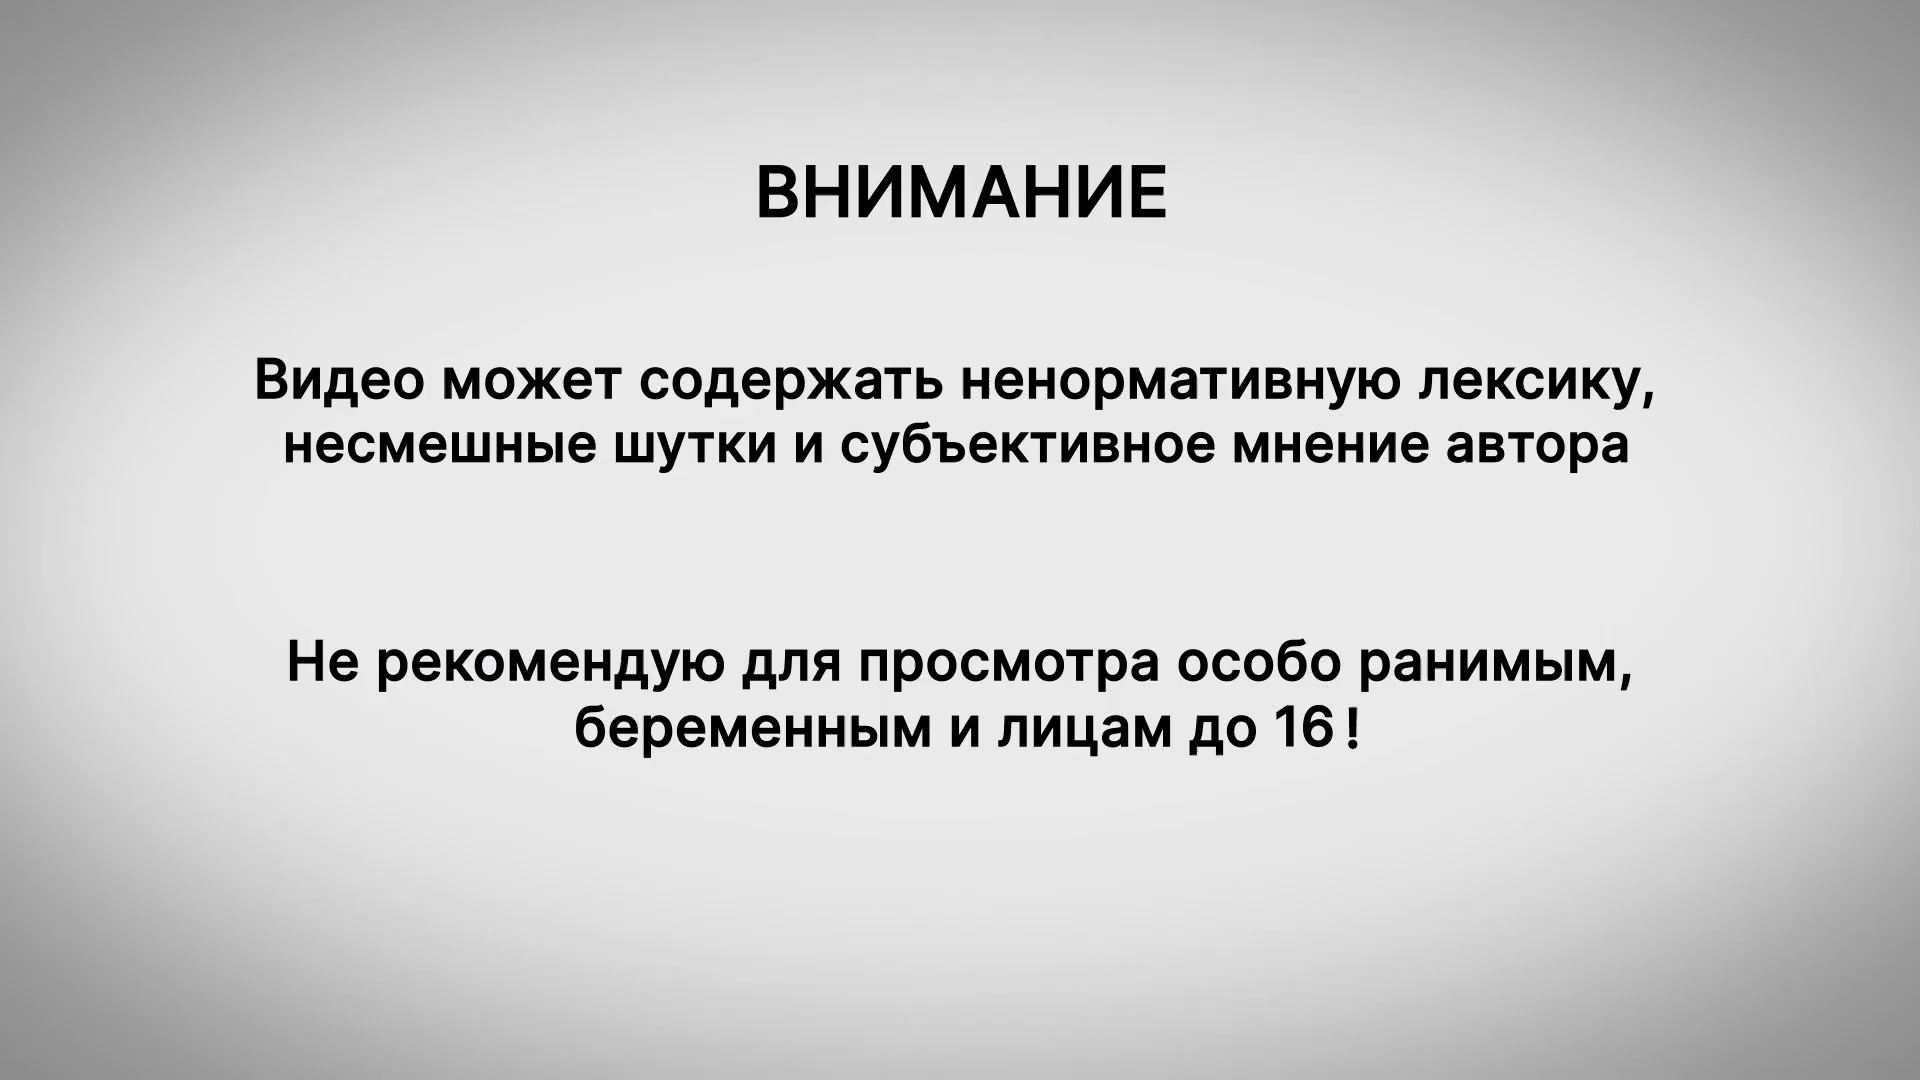 ВНИМАНИЕ
Видео может содержать ненормативную лексику,
несмешные шутки и субъективное мнение автора
Не рекомендую для просмотра особо ранимым,
беременным и лицам до 16!